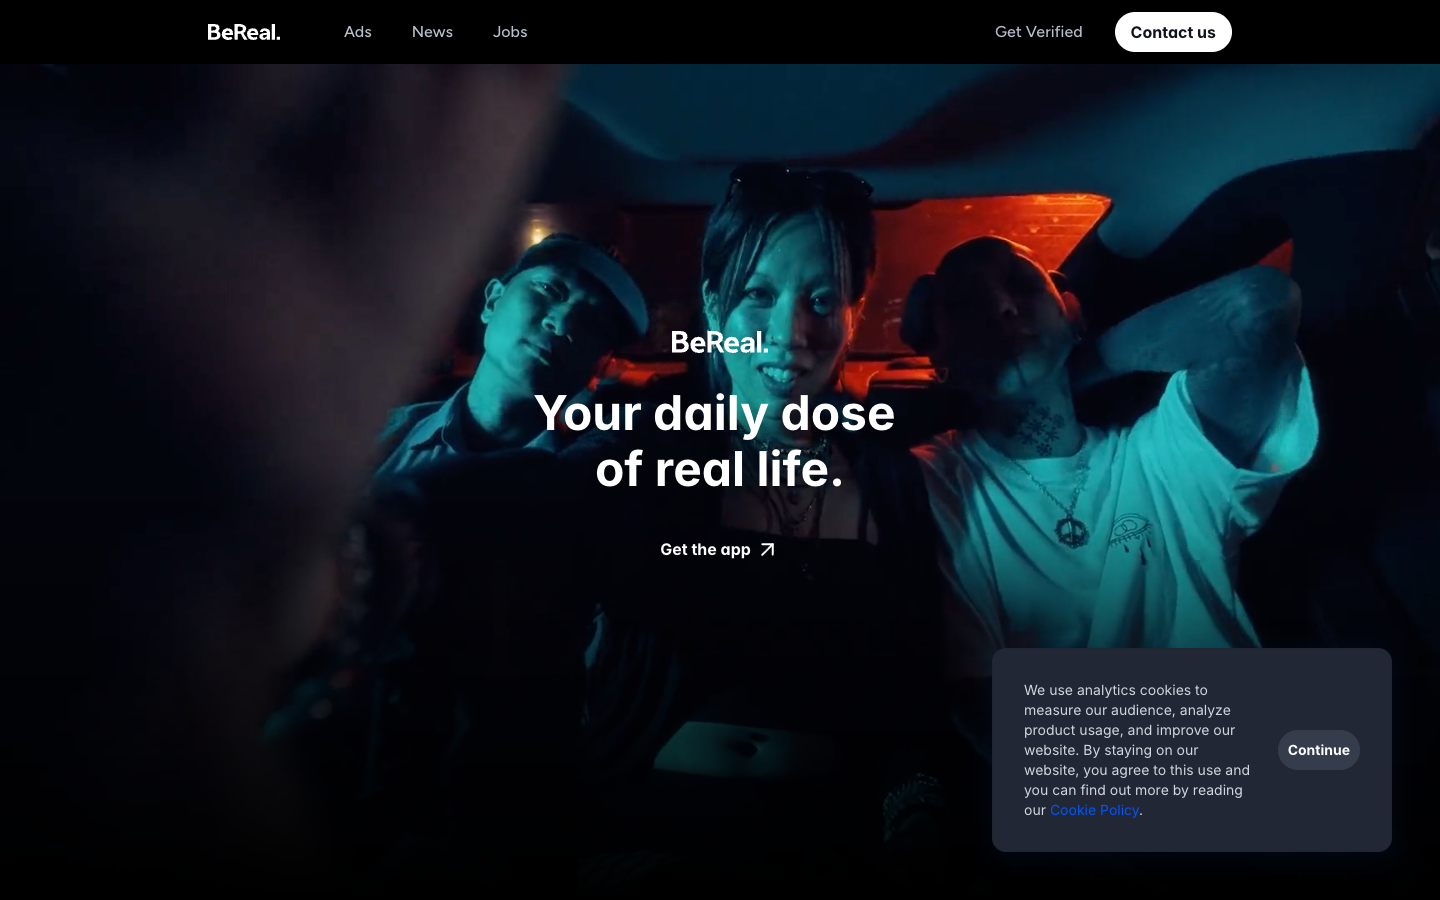 BeReal.
Ads
News
Jobs
Get Verified
Contact us
BeReal.
Your daily dose
of real life.
Get the app
We use analytics cookies to
measure our audience, analyze
product usage, and improve our
website. By staying on our
website, you agree to this use and
you can find out more by reading
our Cookie Policy.
Continue